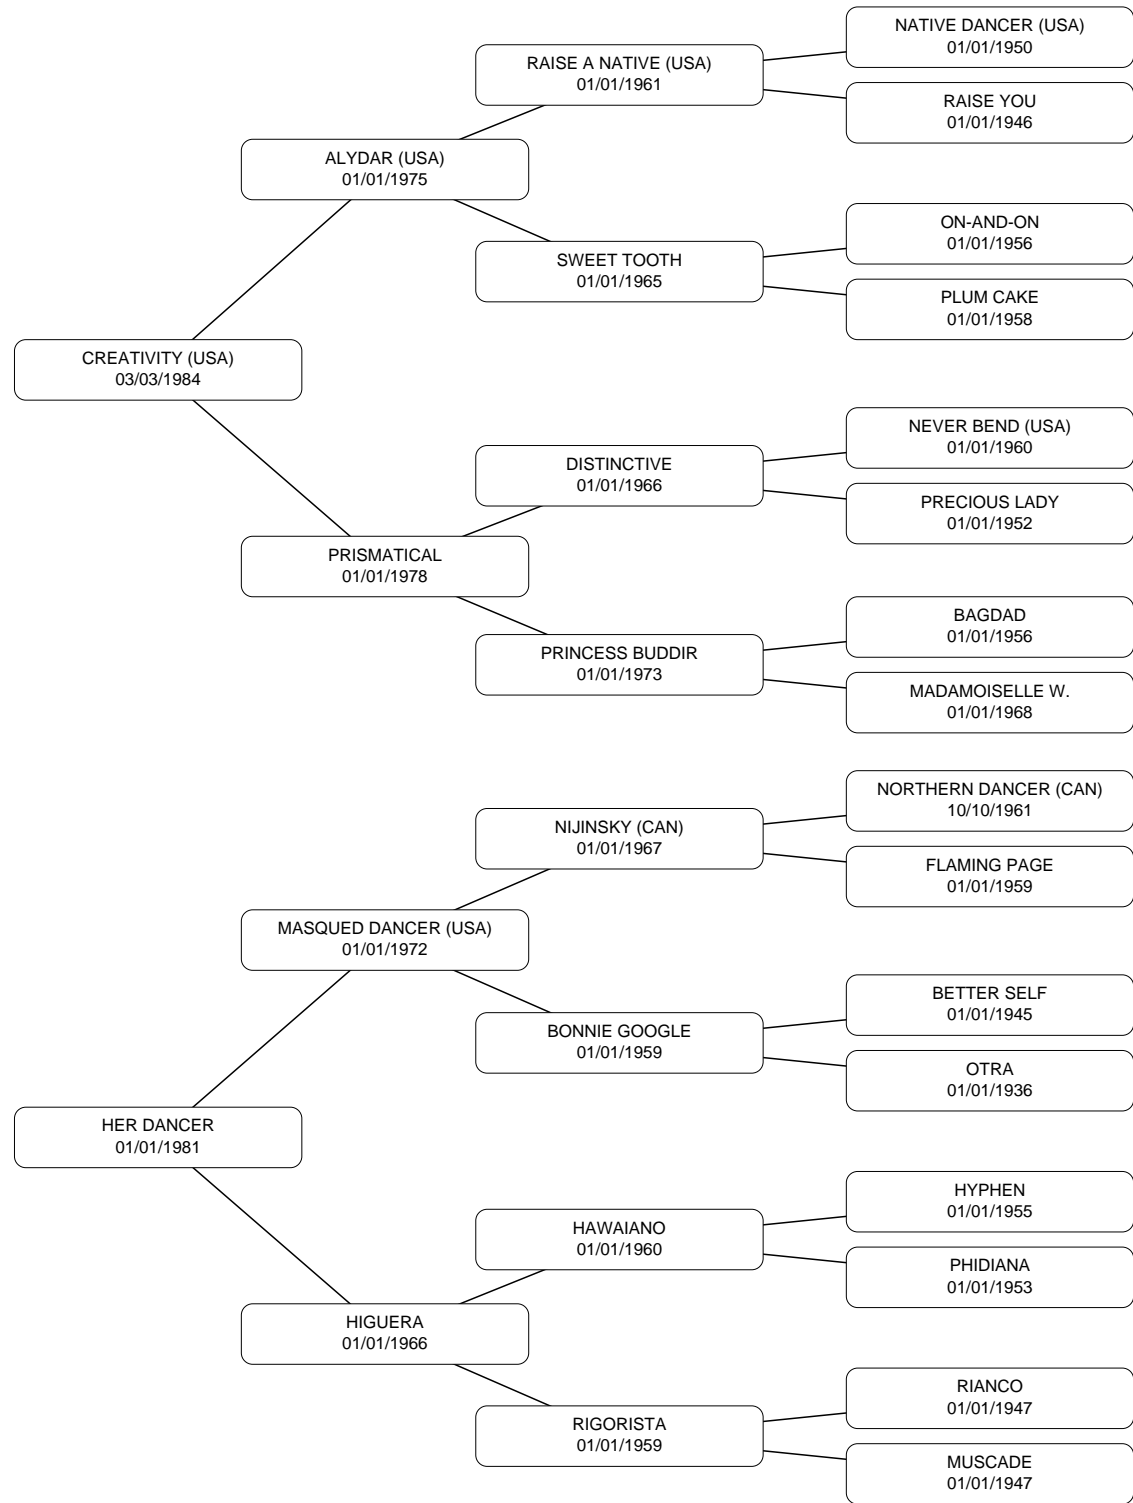 NATIVE DANCER (USA)
01/01/1950
RAISE A NATIVE (USA)
01/01/1961
RAISE YOU
01/01/1946
ALYDAR (USA)
01/01/1975
ON-AND-ON
01/01/1956
SWEET TOOTH
01/01/1965
PLUM CAKE
01/01/1958
CREATIVITY (USA)
03/03/1984
NEVER BEND (USA)
01/01/1960
DISTINCTIVE
01/01/1966
PRECIOUS LADY
01/01/1952
PRISMATICAL
01/01/1978
BAGDAD
01/01/1956
PRINCESS BUDDIR
01/01/1973
MADAMOISELLE W.
01/01/1968
NORTHERN DANCER (CAN)
10/10/1961
NIJINSKY (CAN)
01/01/1967
FLAMING PAGE
01/01/1959
MASQUED DANCER (USA)
01/01/1972
BETTER SELF
01/01/1945
BONNIE GOOGLE
01/01/1959
OTRA
01/01/1936
HER DANCER
01/01/1981
HYPHEN
01/01/1955
HAWAIANO
01/01/1960
PHIDIANA
01/01/1953
HIGUERA
01/01/1966
RIANCO
01/01/1947
RIGORISTA
01/01/1959
MUSCADE
01/01/1947